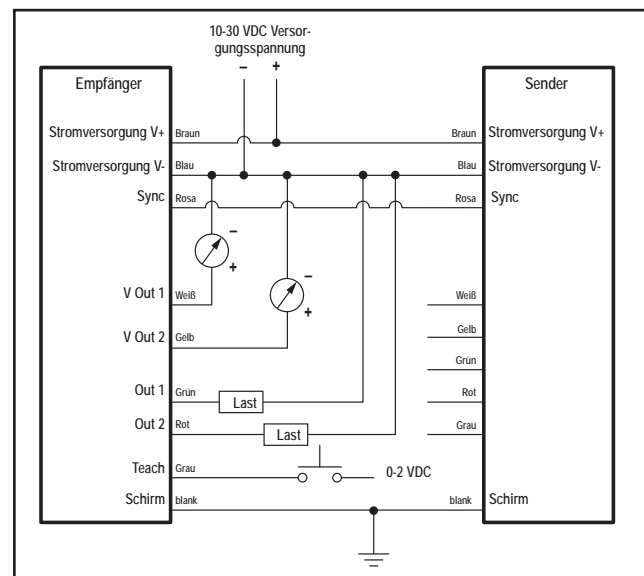 10-30 VDC Versor-
gungsspannung
– +
Empfänger
Sender
Stromversorgung V+ Braun
Braun Stromversorgung V+
Stromversorgung V- Blau
Blau Stromversorgung V-
Sync Rosa
Rosa Sync
–
+
–
+
V Out 1 Weiß
Weiß
V Out 2 Gelb
Gelb
Grün
Out 1 Grün
Last
Rot
Out 2 Rot
Last
Grau
Teach Grau
0-2 VDC
Schirm blank
blank Schirm